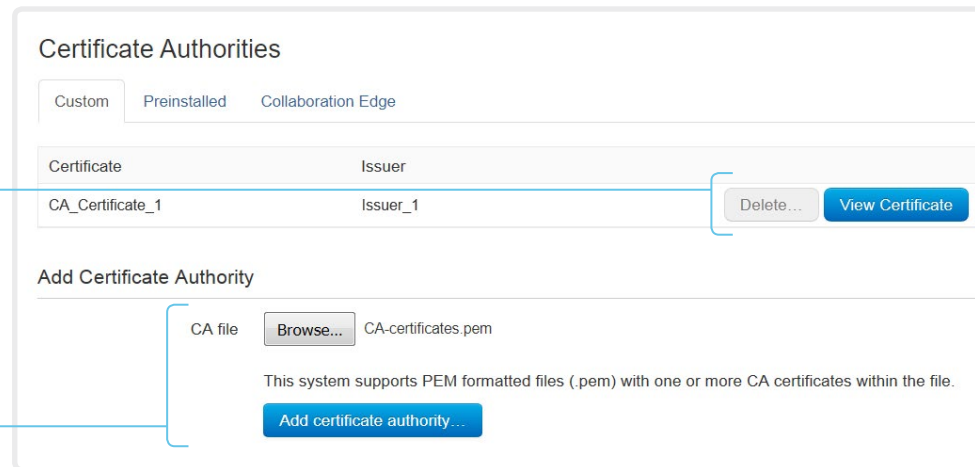 Certificate Authorities
Custom Preinstalled Collaboration Edge
Certificate Issuer
CA_Certificate_1 Issuer_1 Delete... View Certificate
Add Certificate Authority
CA file Browse... CA-certificates.pem
This system supports PEM formatted files (.pem) with one or more CA certificates within the file.
Add certificate authority...